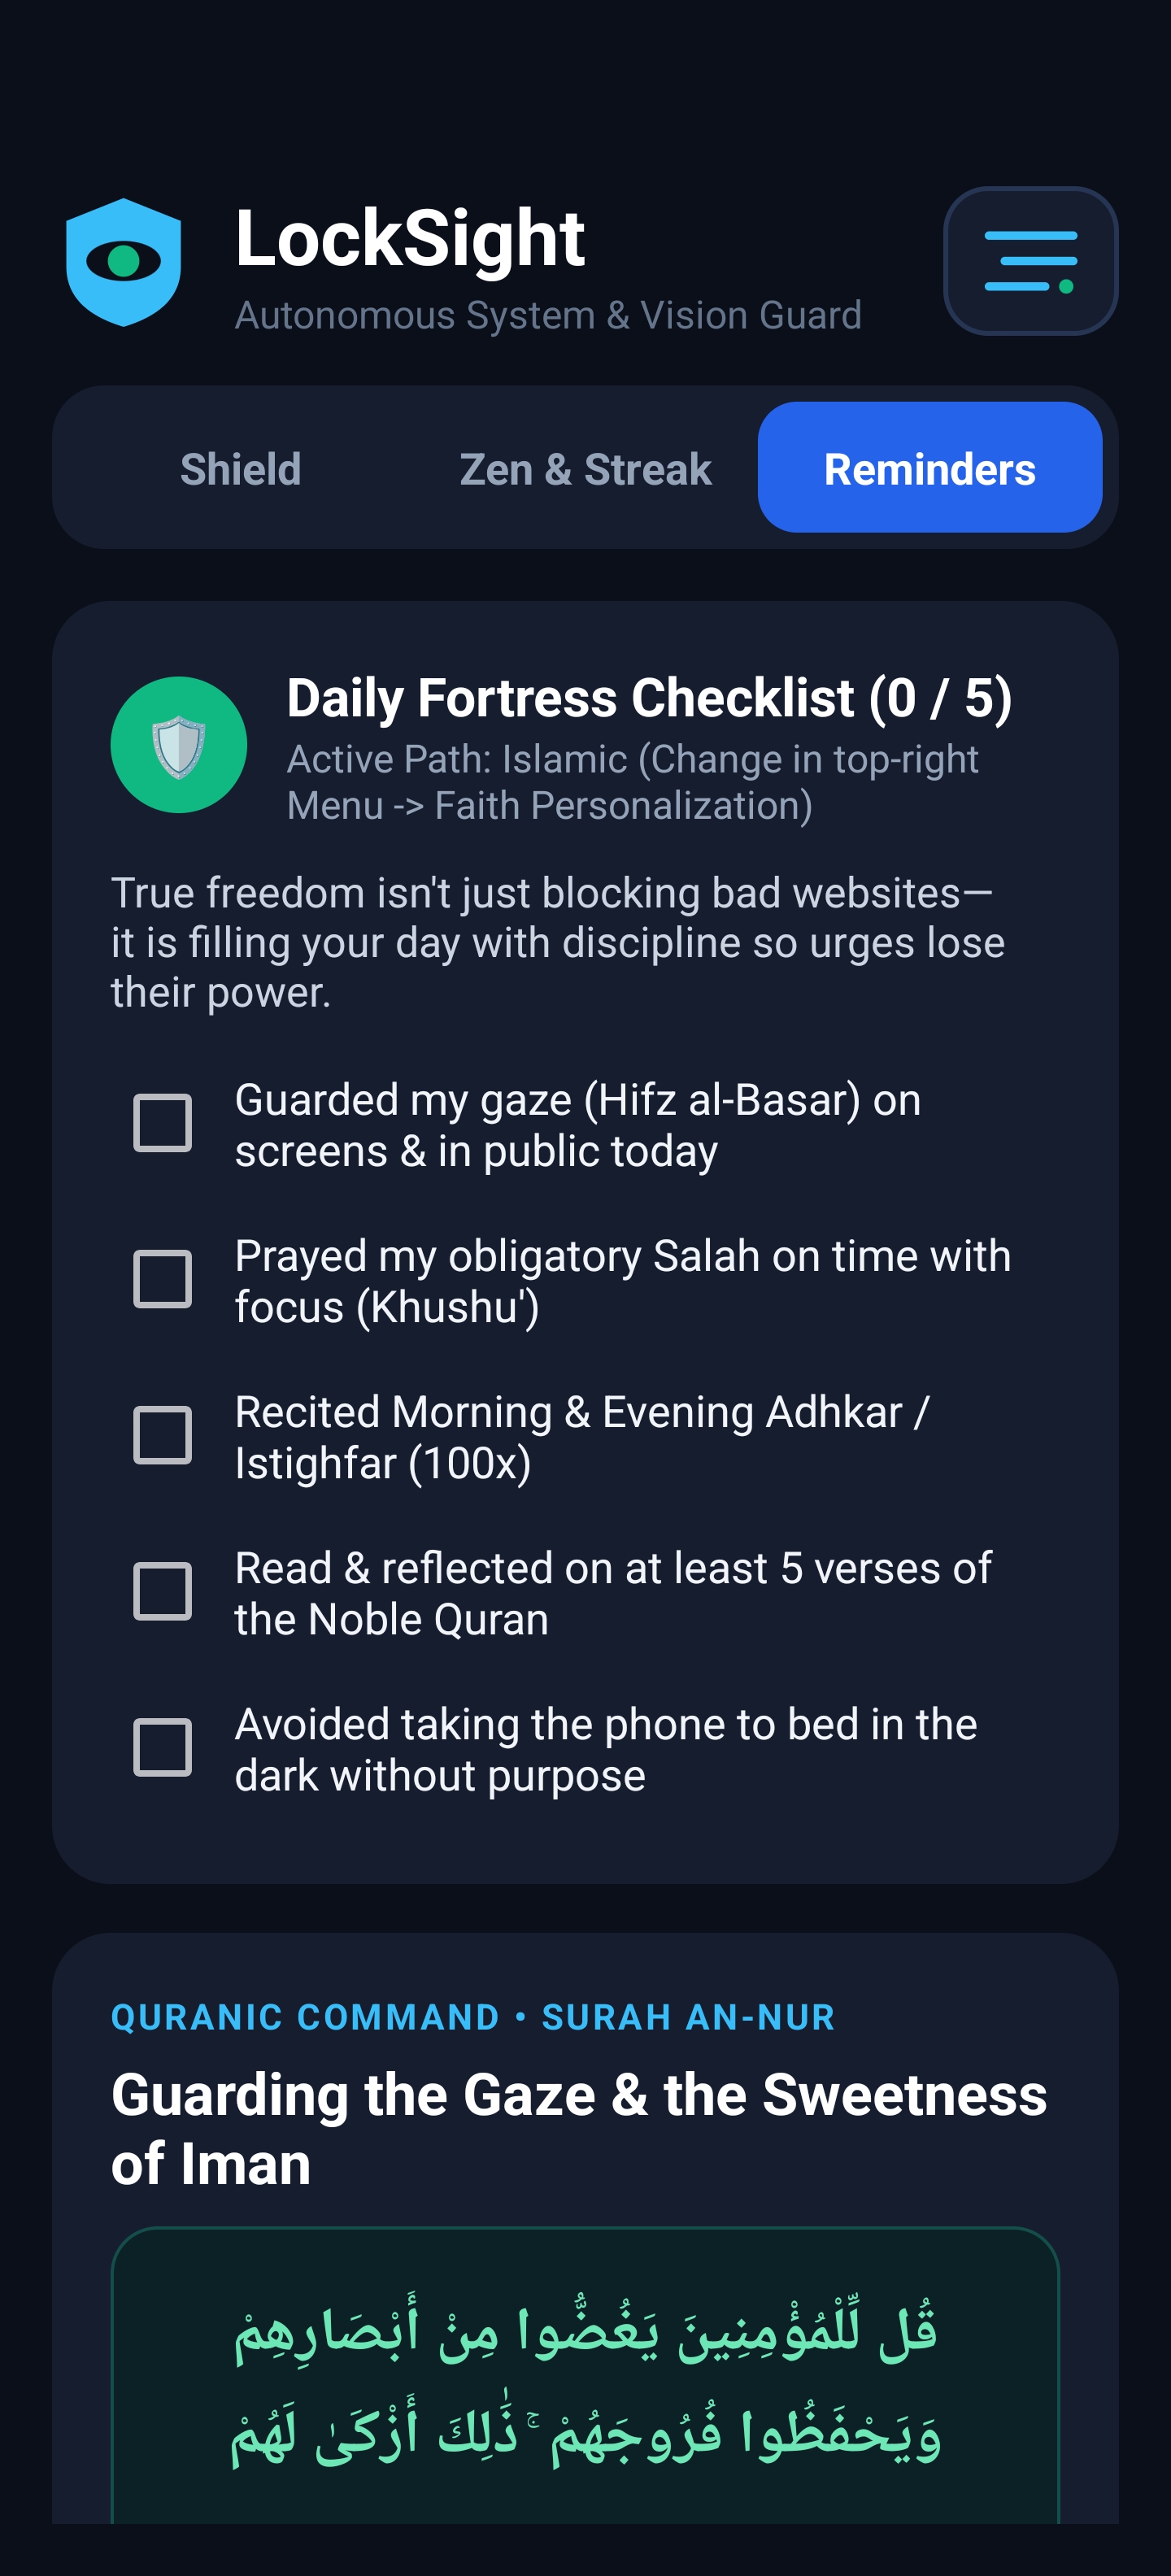 LockSight
Autonomous System & Vision Guard
Shield
Zen & Streak
Reminders
Daily Fortress Checklist (0 / 5)
Active Path: Islamic (Change in top-right
Menu -> Faith Personalization)
True freedom isn't just blocking bad websites—
it is filling your day with discipline so urges lose
their power.
Guarded my gaze (Hifz al-Basar) on
screens & in public today
Prayed my obligatory Salah on time with
focus (Khushu')
Recited Morning & Evening Adhkar /
Istighfar (100x)
Read & reflected on at least 5 verses of
the Noble Quran
Avoided taking the phone to bed in the
dark without purpose
QURANIC COMMAND • SURAH AN-NUR
Guarding the Gaze & the Sweetness
of Iman
قُل لِّلْمُؤْمِنِينَ يَغُضُّوا مِنْ أَبْصَارِهِمْ
وَيَحْفَظُوا فُرُوجَهُمْ ۚ ذَٰلِكَ أَزْكَىٰ لَهُمْ